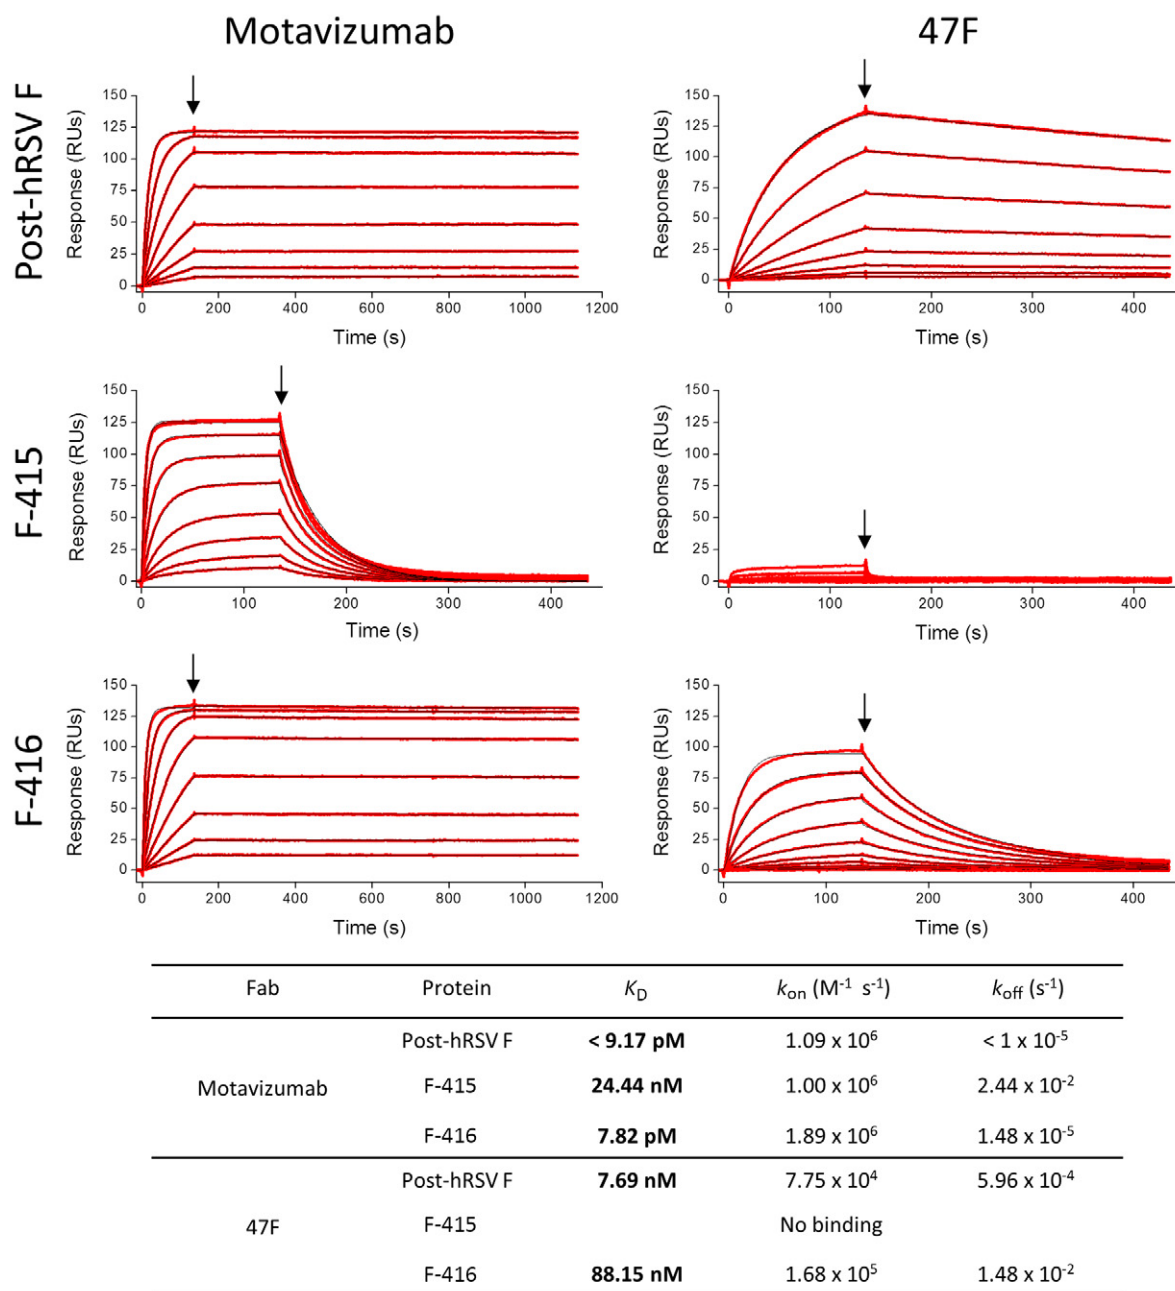 Motavizumab
47F
Post-hRSV F
150
125
100
75
50
25
0
Response (RUs)
0 200 400 600 800 1000 1200
Time (s)
150
125
100
75
50
25
0
Response (RUs)
0 100 200 300 400
Time (s)
F-415
150
125
100
75
50
25
0
Response (RUs)
0 100 200 300 400
Time (s)
150
125
100
75
50
25
0
Response (RUs)
0 100 200 300 400
Time (s)
F-416
150
125
100
75
50
25
0
Response (RUs)
0 200 400 600 800 1000 1200
Time (s)
150
125
100
75
50
25
0
Response (RUs)
0 100 200 300 400
Time (s)
Fab Protein K_D k_on (M⁻¹ s⁻¹) k_off (s⁻¹)
Post-hRSV F < 9.17 pM 1.09 x 10⁶ < 1 x 10⁻⁵
Motavizumab F-415 24.44 nM 1.00 x 10⁶ 2.44 x 10⁻²
F-416 7.82 pM 1.89 x 10⁶ 1.48 x 10⁻⁵
Post-hRSV F 7.69 nM 7.75 x 10⁴ 5.96 x 10⁻⁴
47F F-415 No binding
F-416 88.15 nM 1.68 x 10⁵ 1.48 x 10⁻²